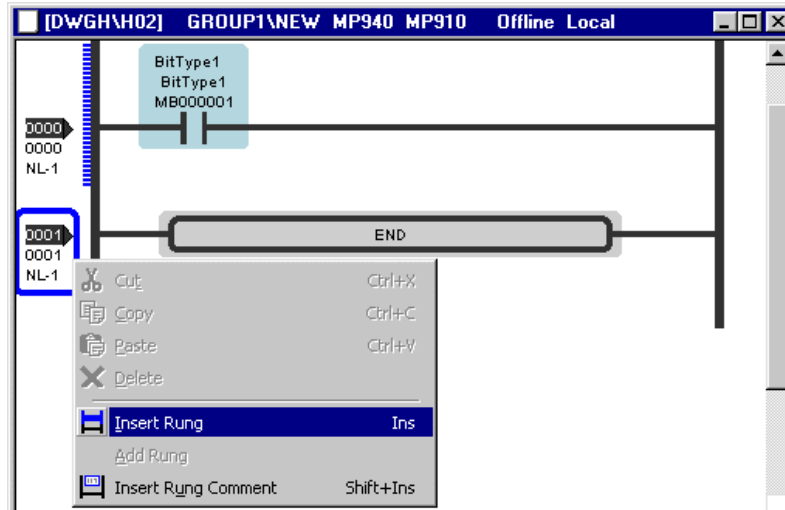 [DWGH\H02] GROUP1\NEW MP940 MP910 Offline Local
BitType1
BitType1
MB000001
0000
0000
NL-1
0001
0001
NL-1
END
Cut Ctrl+X
Copy Ctrl+C
Paste Ctrl+V
Delete
Insert Rung Ins
Add Rung
Insert Rung Comment Shift+Ins